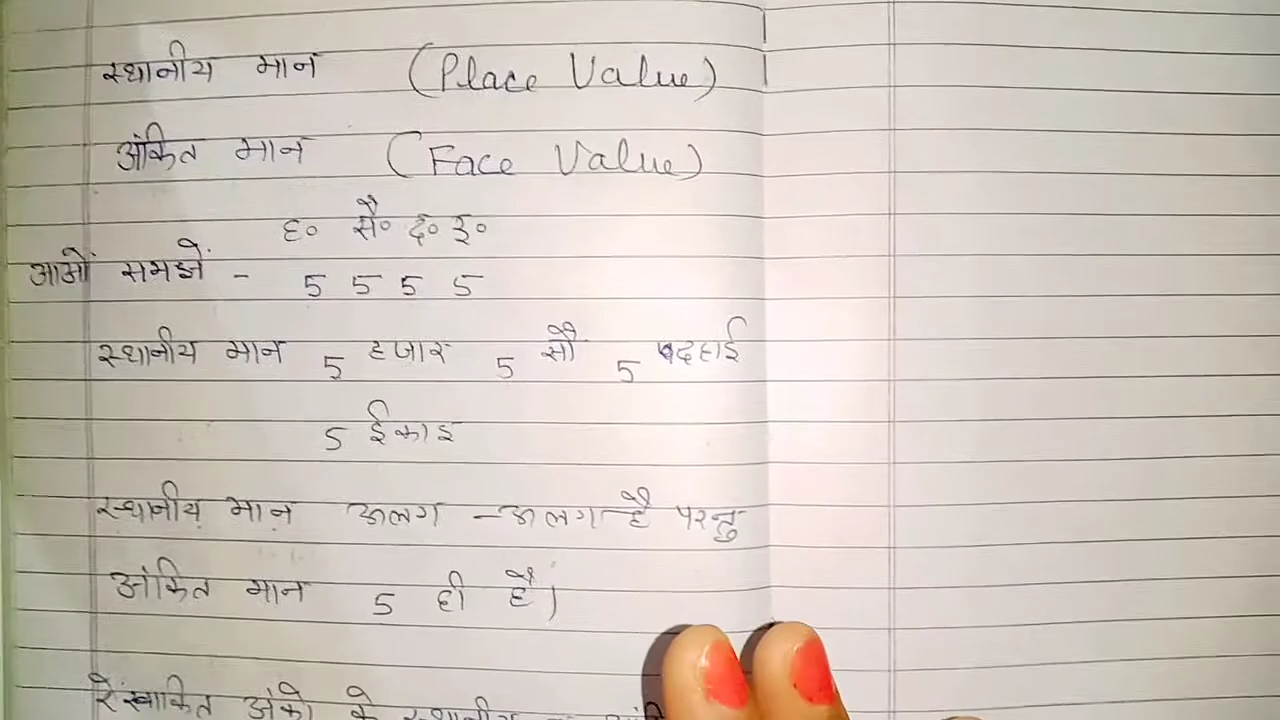 स्थानीय मान (Place Value)
अंकित मान (Face Value)
ह० सै० द० इ०
आओं समझें - 5 5 5 5
स्थानीय मान 5 हजार 5 सौ 5 दहाई
5 ईकाइ
स्थानीय मान अलग -अलग है परन्तु
अंकित मान 5 ही है।
रेखाकित अंको के स्थानीय